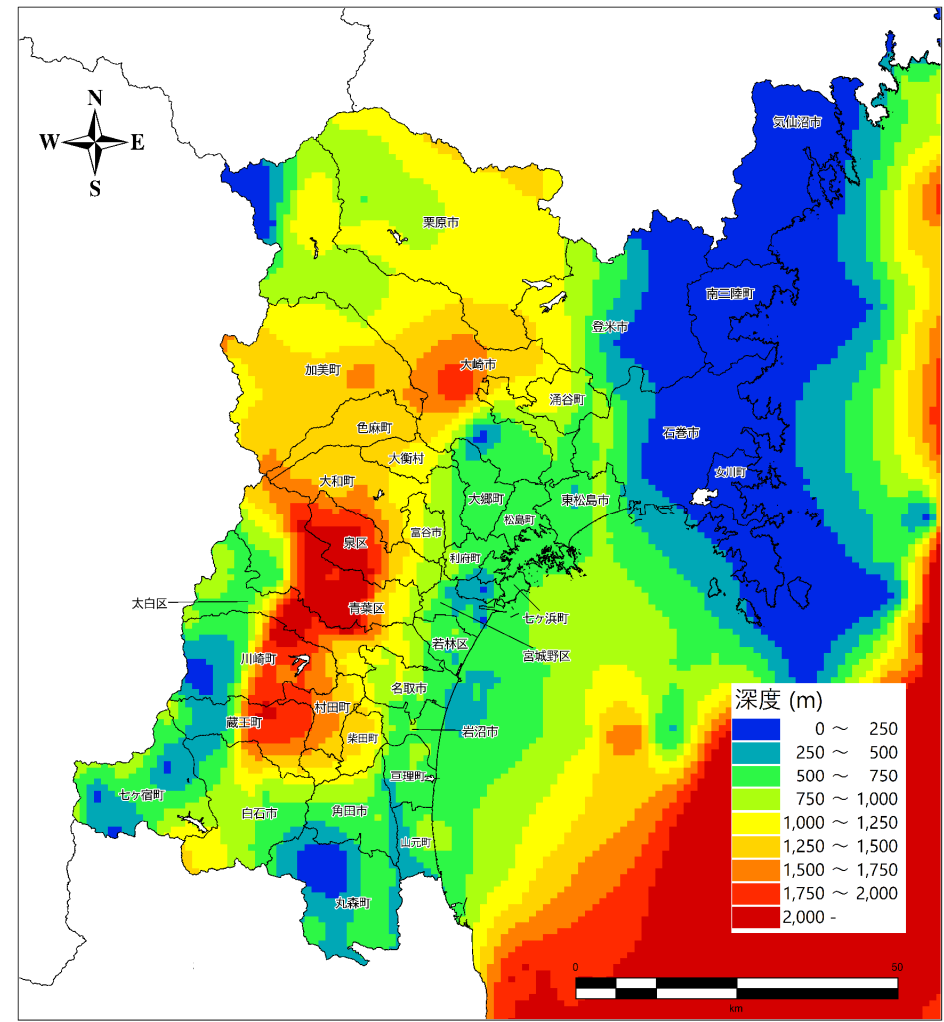 N
W E
S
気仙沼市
栗原市
南三陸町
登米市
大崎市
加美町
涌谷町
色麻町
石巻市
大衡村
女川町
大和町
大郷町
東松島市
松島町
富谷市
泉区
利府町
太白区
青葉区
七ヶ浜町
若林区
宮城野区
川崎町
名取市
村田町
蔵王町
岩沼市
柴田町
亘理町
七ヶ宿町
白石市
角田市
山元町
丸森町
深度 (m)
0 ～ 250
250 ～ 500
500 ～ 750
750 ～ 1,000
1,000 ～ 1,250
1,250 ～ 1,500
1,500 ～ 1,750
1,750 ～ 2,000
2,000 -
0 60
km